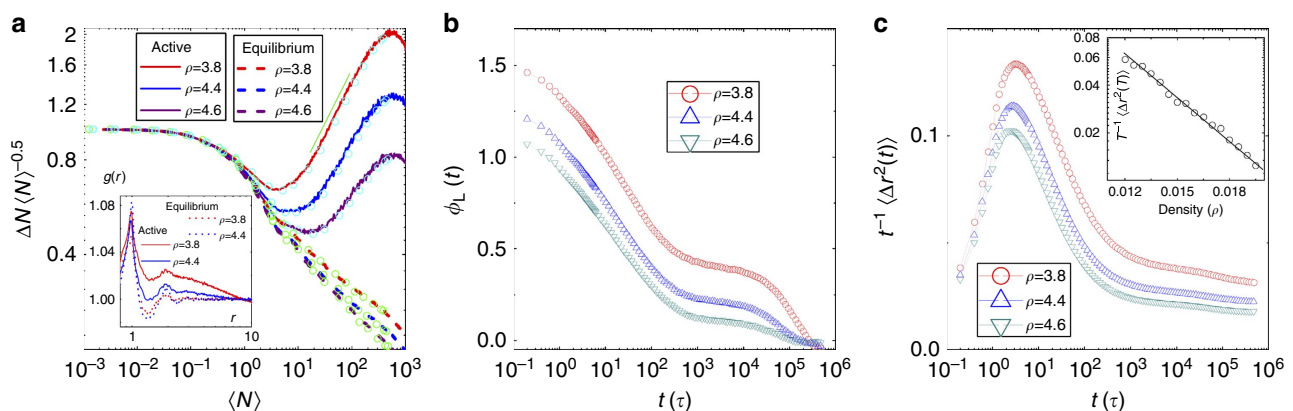 a
ΔN ⟨N⟩^−0.5
2
1.6
1.2
0.8
0.4
Active
ρ=3.8
ρ=4.4
ρ=4.6
Equilibrium
ρ=3.8
ρ=4.4
ρ=4.6
g(r)
1.08
1.04
1.00
Equilibrium
ρ=3.8
ρ=4.4
Active
ρ=3.8
ρ=4.4
r
1
10
10^−3 10^−2 10^−1 10^0 10^1 10^2 10^3
⟨N⟩
b
ϕ_L (t)
1.5
1.0
0.5
0.0
ρ=3.8
ρ=4.4
ρ=4.6
10^−1 10^0 10^1 10^2 10^3 10^4 10^5 10^6
t (τ)
c
t^−1 ⟨Δr^2(t)⟩
0.1
0.0
T^−1 ⟨Δr^2(T)⟩
0.08
0.06
0.04
0.02
0.012 0.015 0.018
Density (ρ)
ρ=3.8
ρ=4.4
ρ=4.6
10^−1 10^0 10^1 10^2 10^3 10^4 10^5 10^6
t (τ)